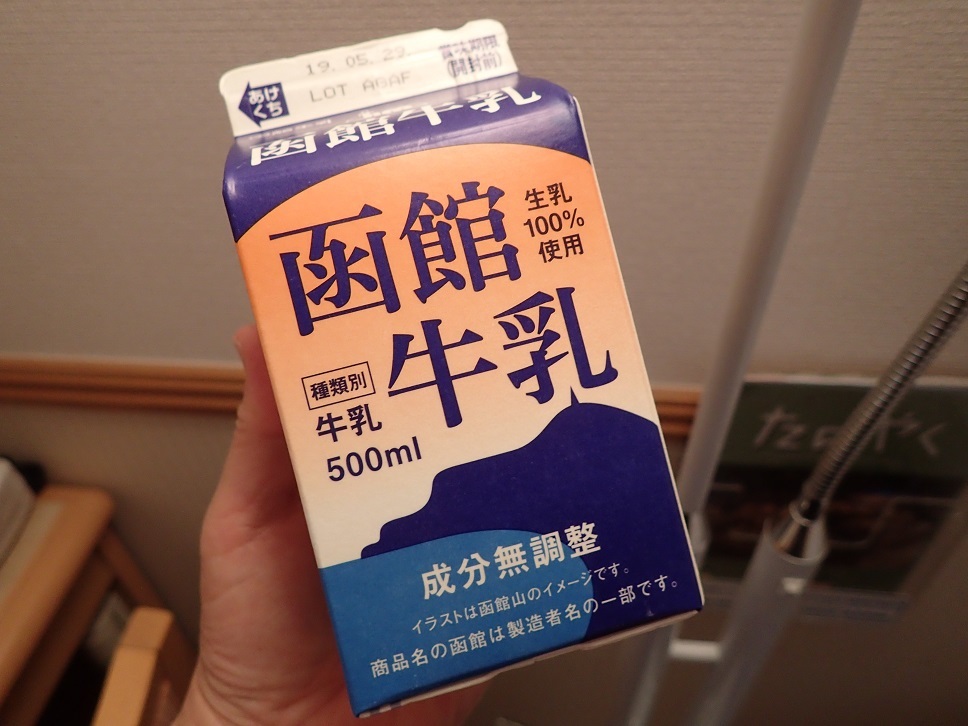 19.05.29
賞味期限
(開封前)
LOT A6AF
あけ
くち
函館牛乳
函館
牛乳
生乳
100%
使用
種類別
牛乳
500ml
成分無調整
イラストは函館山のイメージです。
商品名の函館は製造者名の一部です。